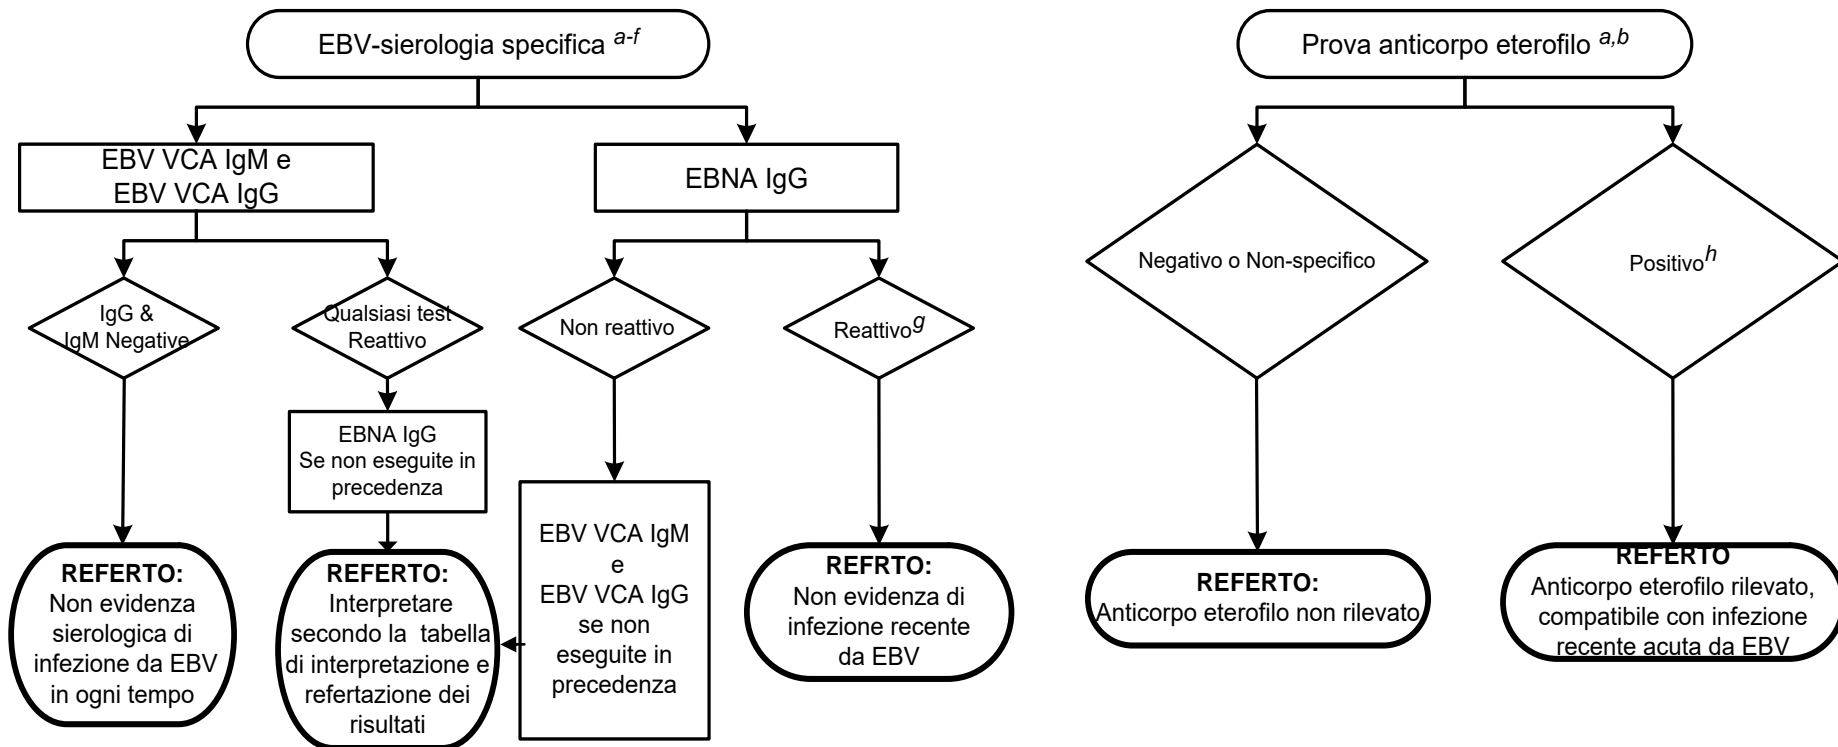 EBV-sierologia specifica a-f
Prova anticorpo eterofilo a,b
EBV VCA IgM e
EBV VCA IgG
EBNA IgG
IgG &
IgM Negative
Qualsiasi test
Reattivo
Non reattivo
Reattivo g
Negativo o Non-specifico
Positivo h
EBNA IgG
Se non eseguite in
precedenza
EBV VCA IgM
e
EBV VCA IgG
se non
eseguite in
precedenza
REFERTO:
Non evidenza
sierologica di
infezione da EBV
in ogni tempo
REFERTO:
Interpretare
secondo la tabella
di interpretazione e
refertazione dei
risultati
REFRTO:
Non evidenza di
infezione recente
da EBV
REFERTO:
Anticorpo eterofilo non rilevato
REFERTO
Anticorpo eterofilo rilevato,
compatibile con infezione
recente acuta da EBV